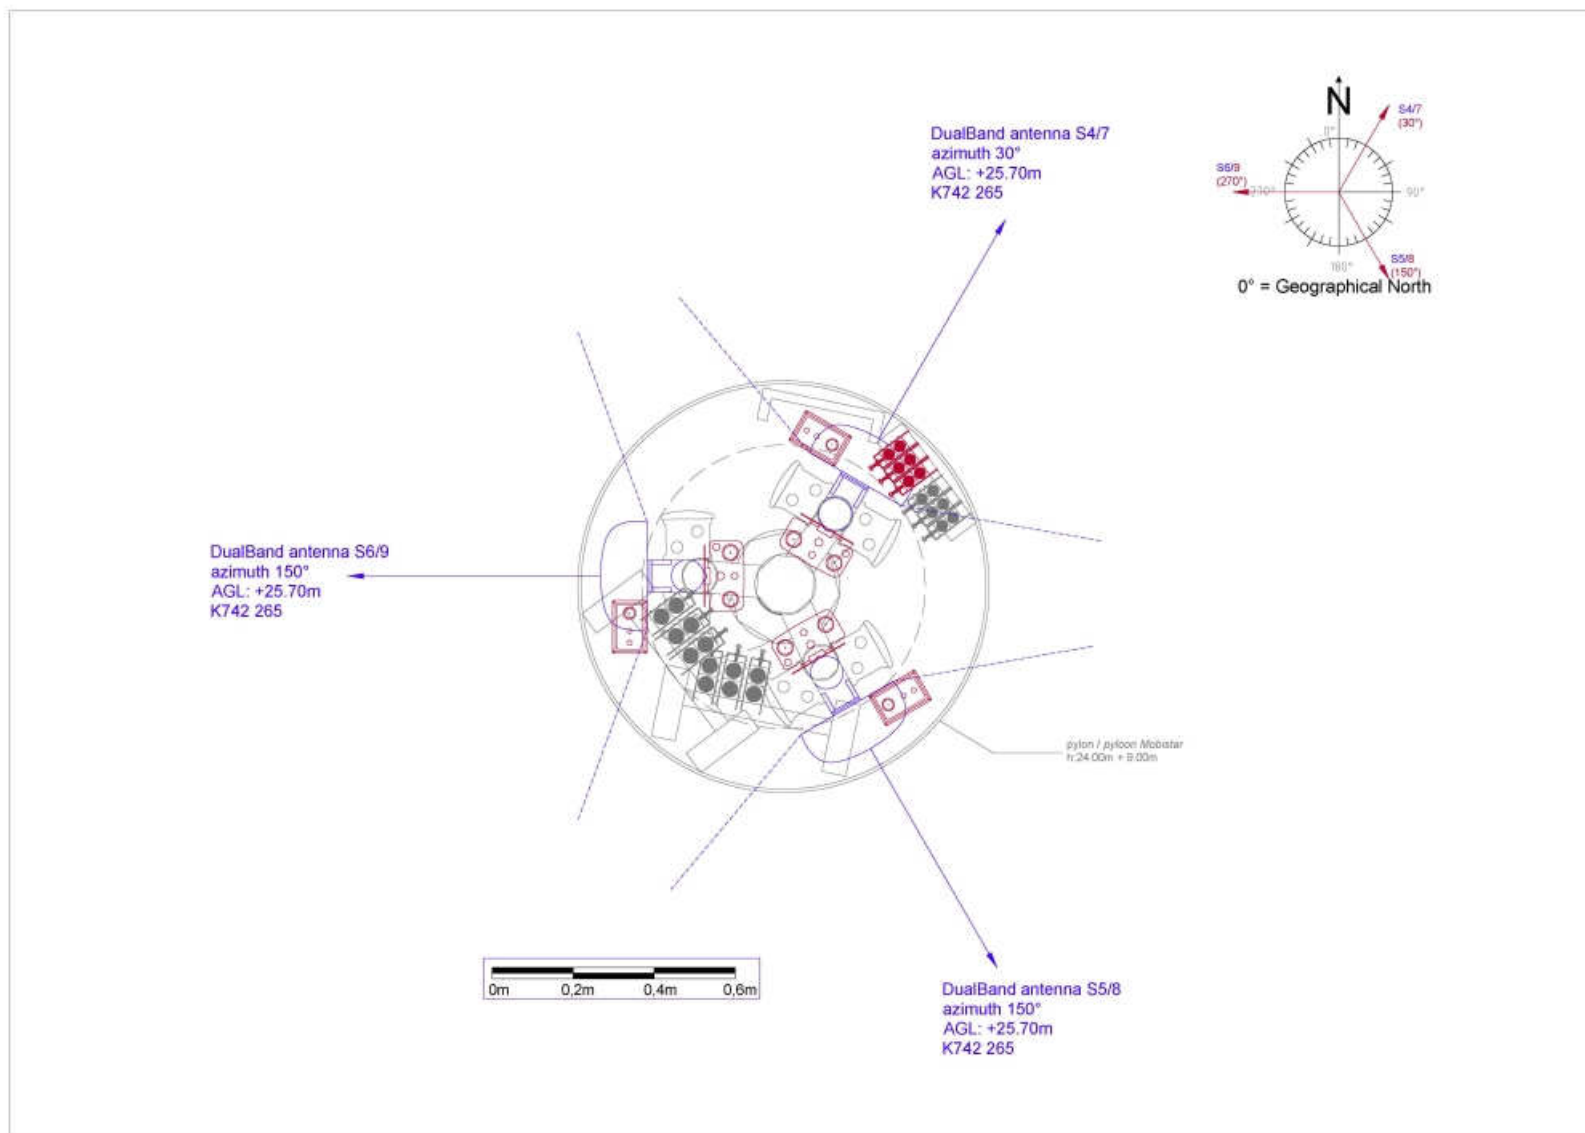 N
S4/7
(30°)
0°
DualBand antenna S4/7
azimuth 30°
AGL: +25.70m
K742 265
S6/9
(270°)
270°
90°
S5/8
(150°)
180°
0° = Geographical North
DualBand antenna S6/9
azimuth 150°
AGL: +25.70m
K742 265
pylon / pyloon Mobistar
h:24.00m + 9.00m
0m 0,2m 0,4m 0,6m
DualBand antenna S5/8
azimuth 150°
AGL: +25.70m
K742 265